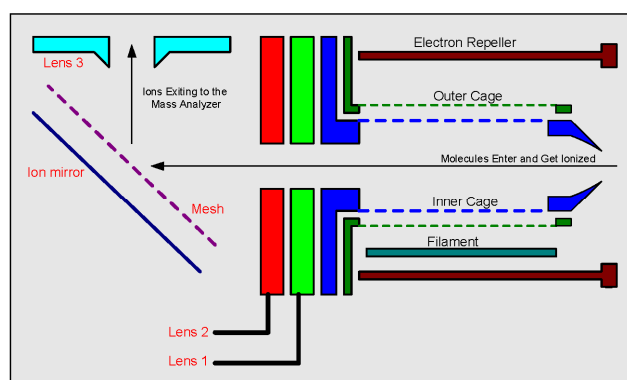 Electron Repeller
Lens 3
Ions Exiting to the
Mass Analyzer
Outer Cage
Molecules Enter and Get Ionized
Ion mirror
Mesh
Inner Cage
Filament
Lens 2
Lens 1